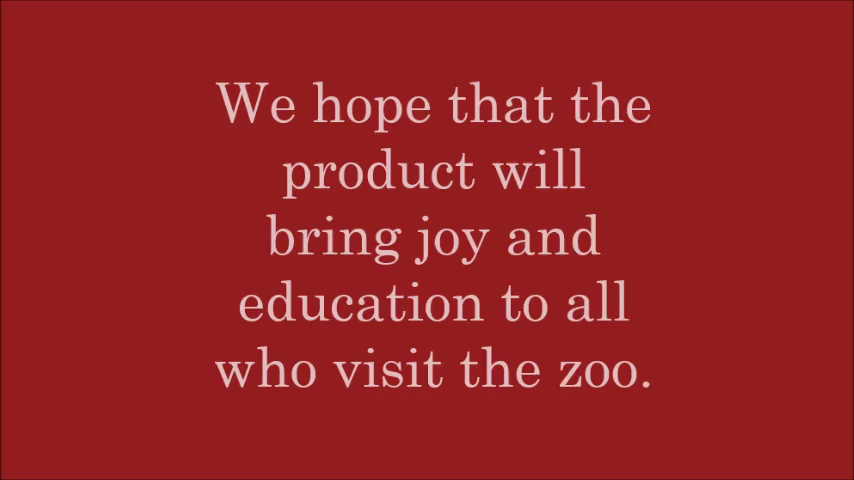 We hope that the
product will
bring joy and
education to all
who visit the zoo.